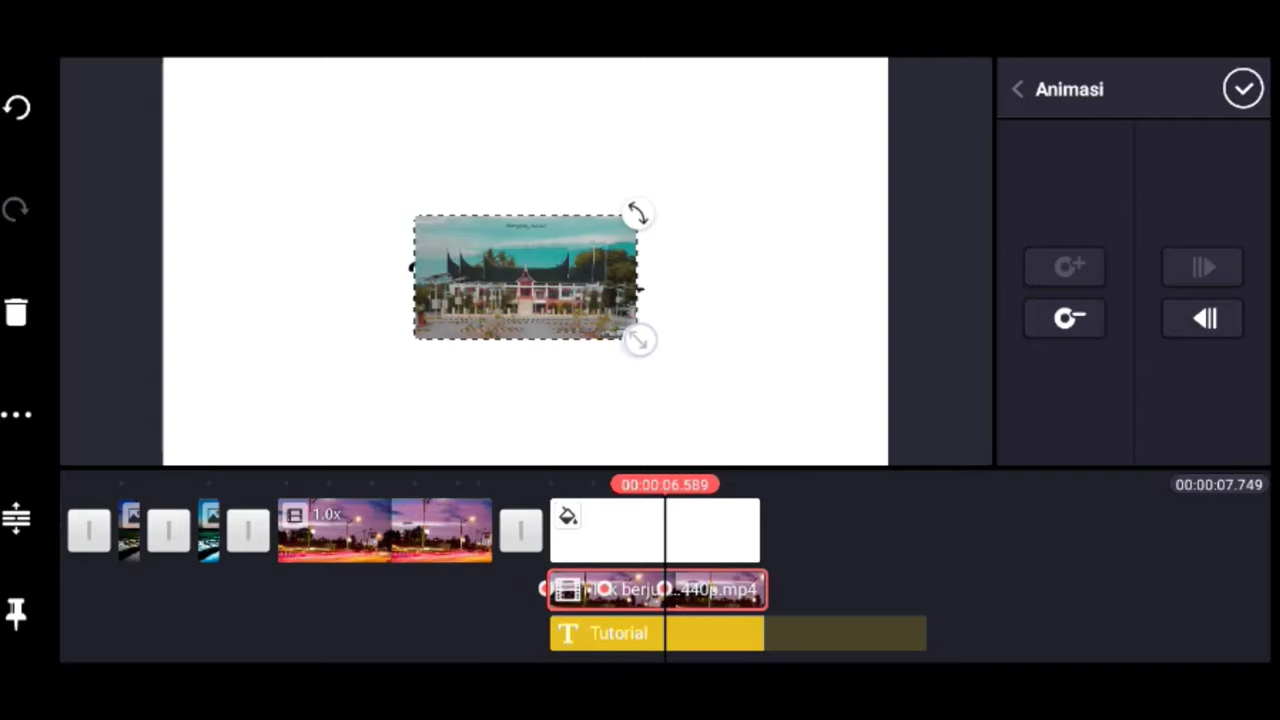 Animasi
00:00:06.589
00:00:07.749
1.0x
k berju...440p.mp4
T Tutorial